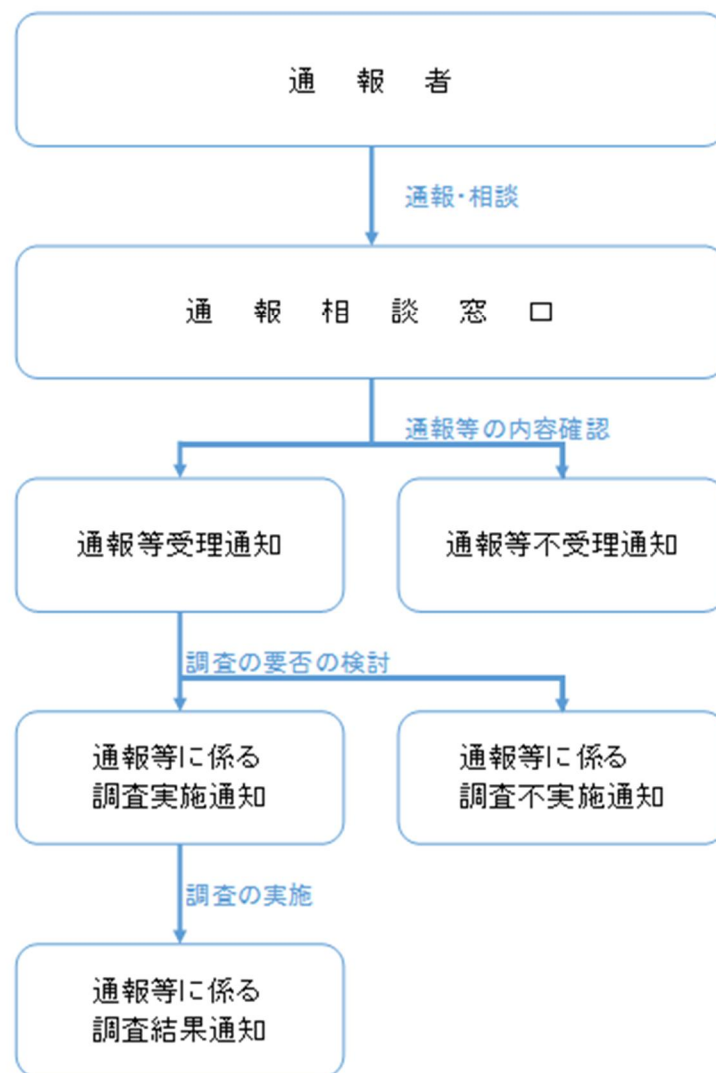 通報者
通報・相談
通報相談窓口
通報等の内容確認
通報等受理通知
通報等不受理通知
調査の要否の検討
通報等に係る
調査実施通知
通報等に係る
調査不実施通知
調査の実施
通報等に係る
調査結果通知